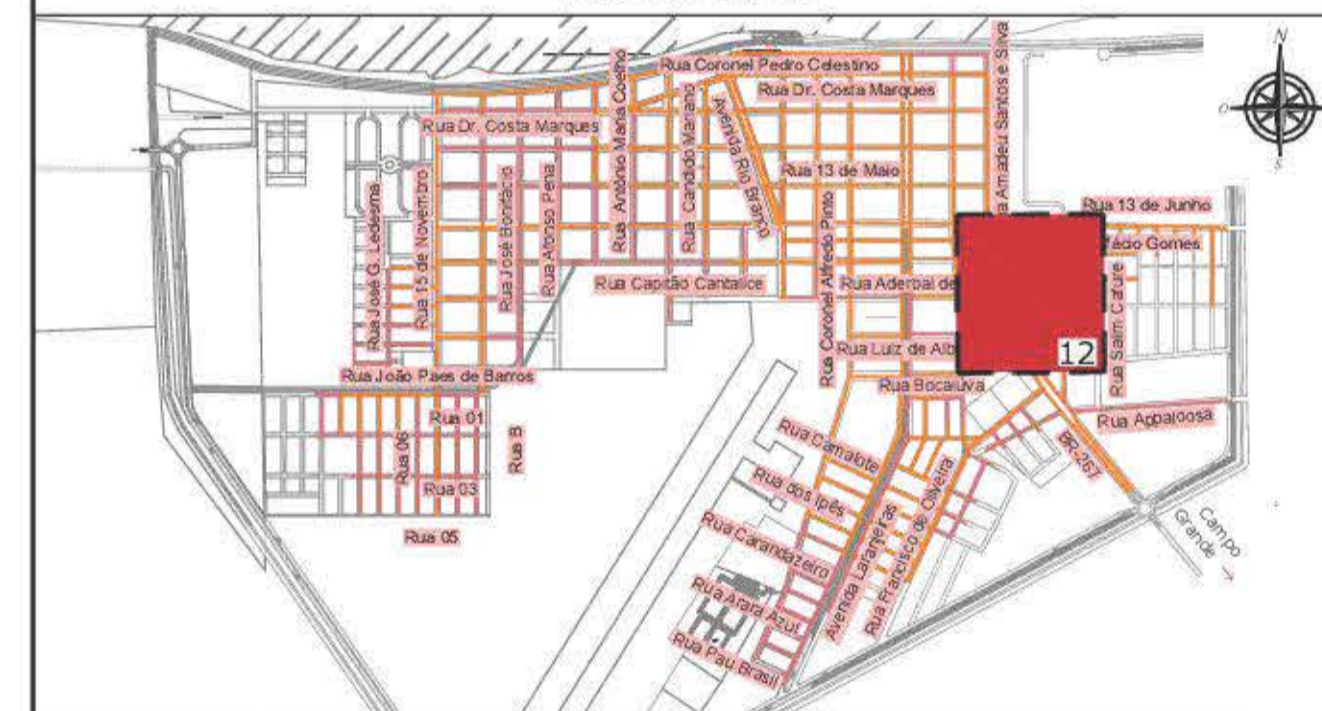 Rua Coronel Pedro Celestino
Rua Dr. Costa Marques
Rua Dr. Costa Marques
Rua Antônio Maria Coelho
Rua Candido Mariano
Avenida Rio Branco
Amadeu Santos e Silva
N
O
S
Rua 13 de Maio
Rua 13 de Junho
Gomes
Rua José G. Ledesma
Rua 15 de Novembro
Rua José Bonifácio
Rua Afonso Pena
Rua Capitão Cantalice
Rua Coronel Alfredo Pinto
Rua Aderbal de
Rua Salim Cafure
Rua Luiz de Alb
12
Rua João Paes de Barros
Rua Bocaiuva
Rua 01
Rua Appaloosa
Rua 06
Rua B
Rua Camalote
BR-267
Rua 03
Rua dos Ipês
Rua 05
Campo
Grande
Rua Carandazeiro
Avenida Laranjeiras
Rua Francisco de Oliveira
Rua Arara Azul
Rua Pau Brasil